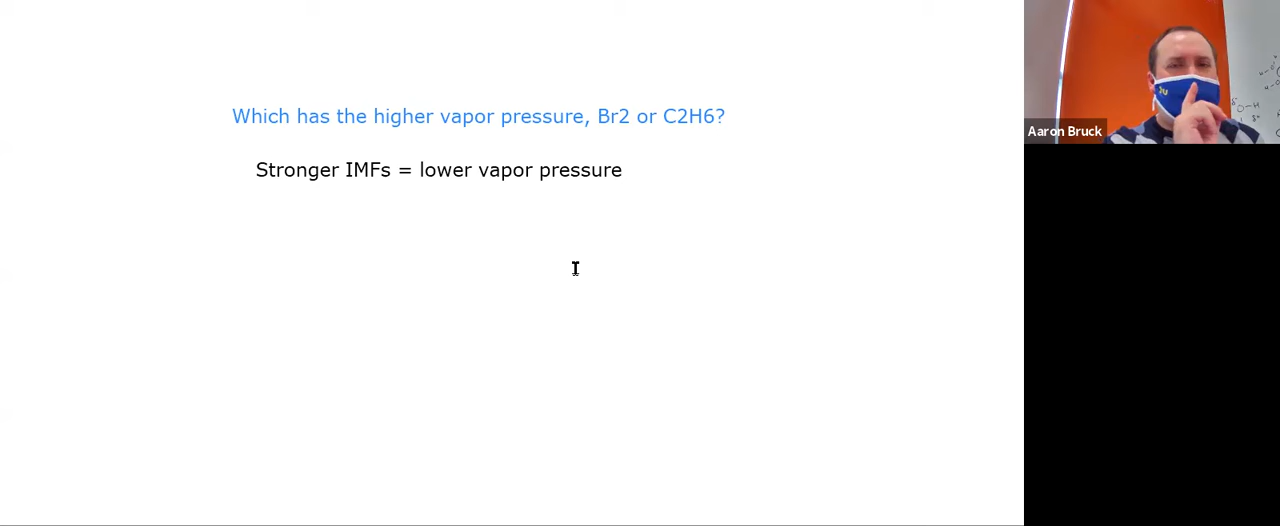 Which has the higher vapor pressure, Br2 or C2H6?
Stronger IMFs = lower vapor pressure
Aaron Bruck